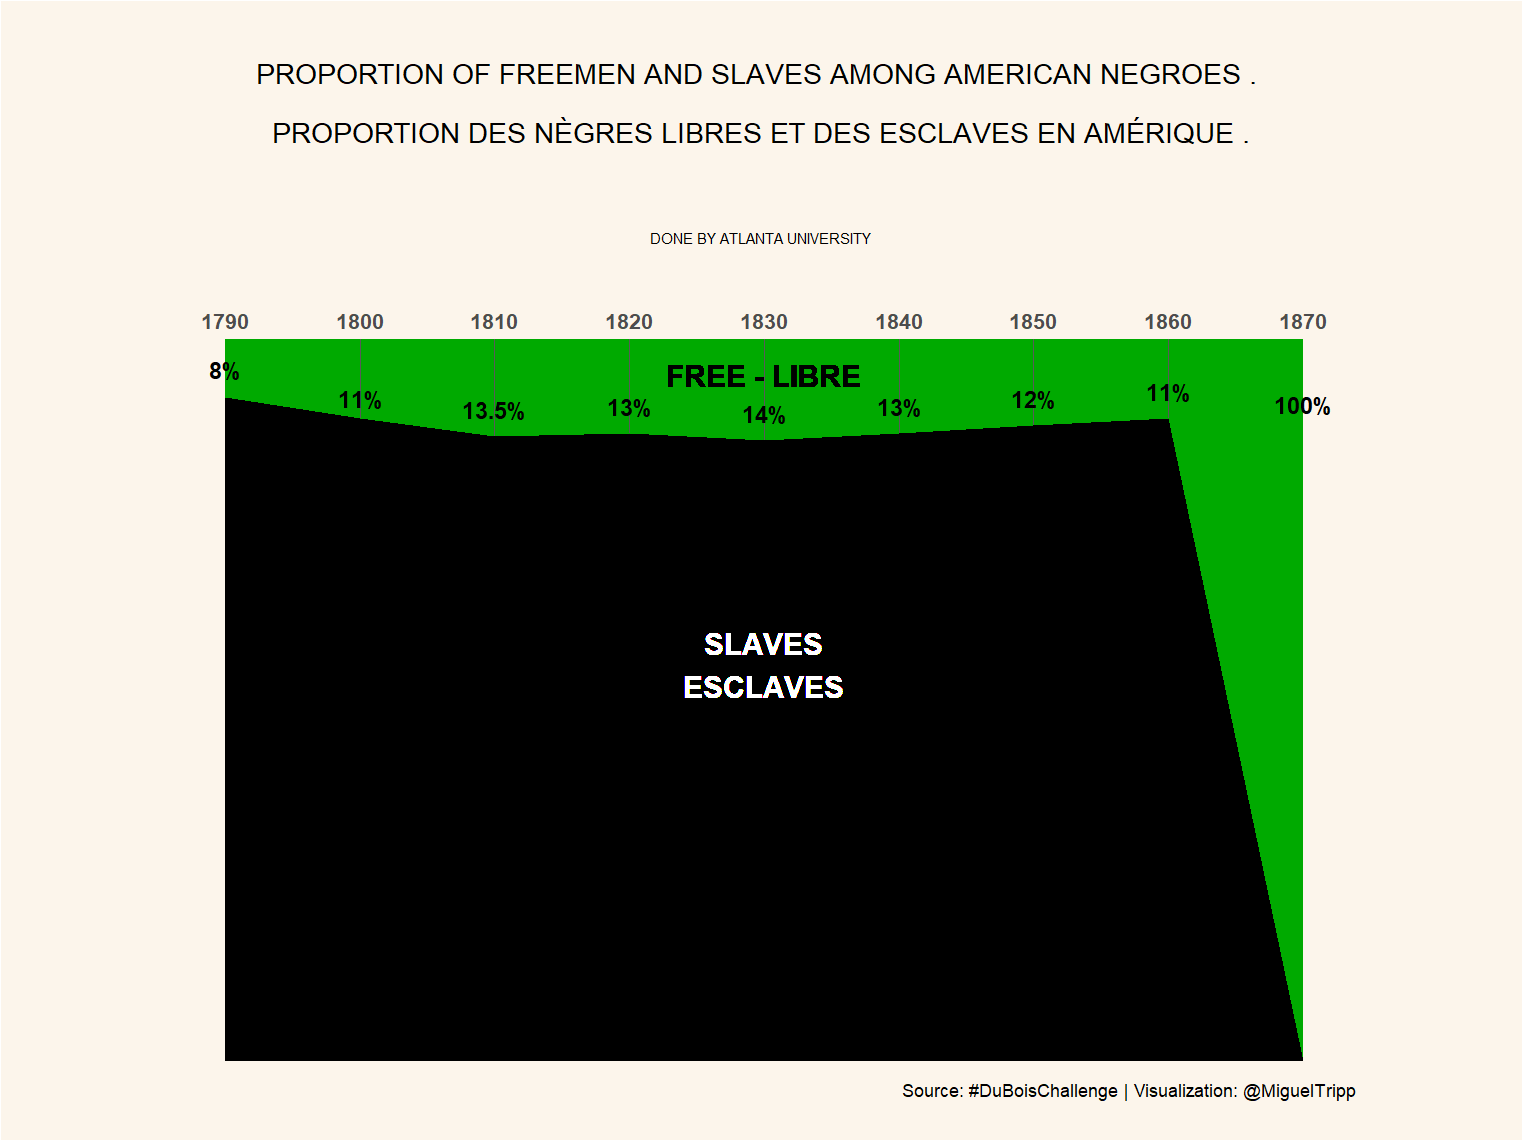 PROPORTION OF FREEMEN AND SLAVES AMONG AMERICAN NEGROES .
PROPORTION DES NÈGRES LIBRES ET DES ESCLAVES EN AMÉRIQUE .
DONE BY ATLANTA UNIVERSITY
1790 1800 1810 1820 1830 1840 1850 1860 1870
FREE - LIBRE
8% 11% 13.5% 13% 14% 13% 12% 11% 100%
SLAVES
ESCLAVES
Source: #DuBoisChallenge | Visualization: @MiguelTripp